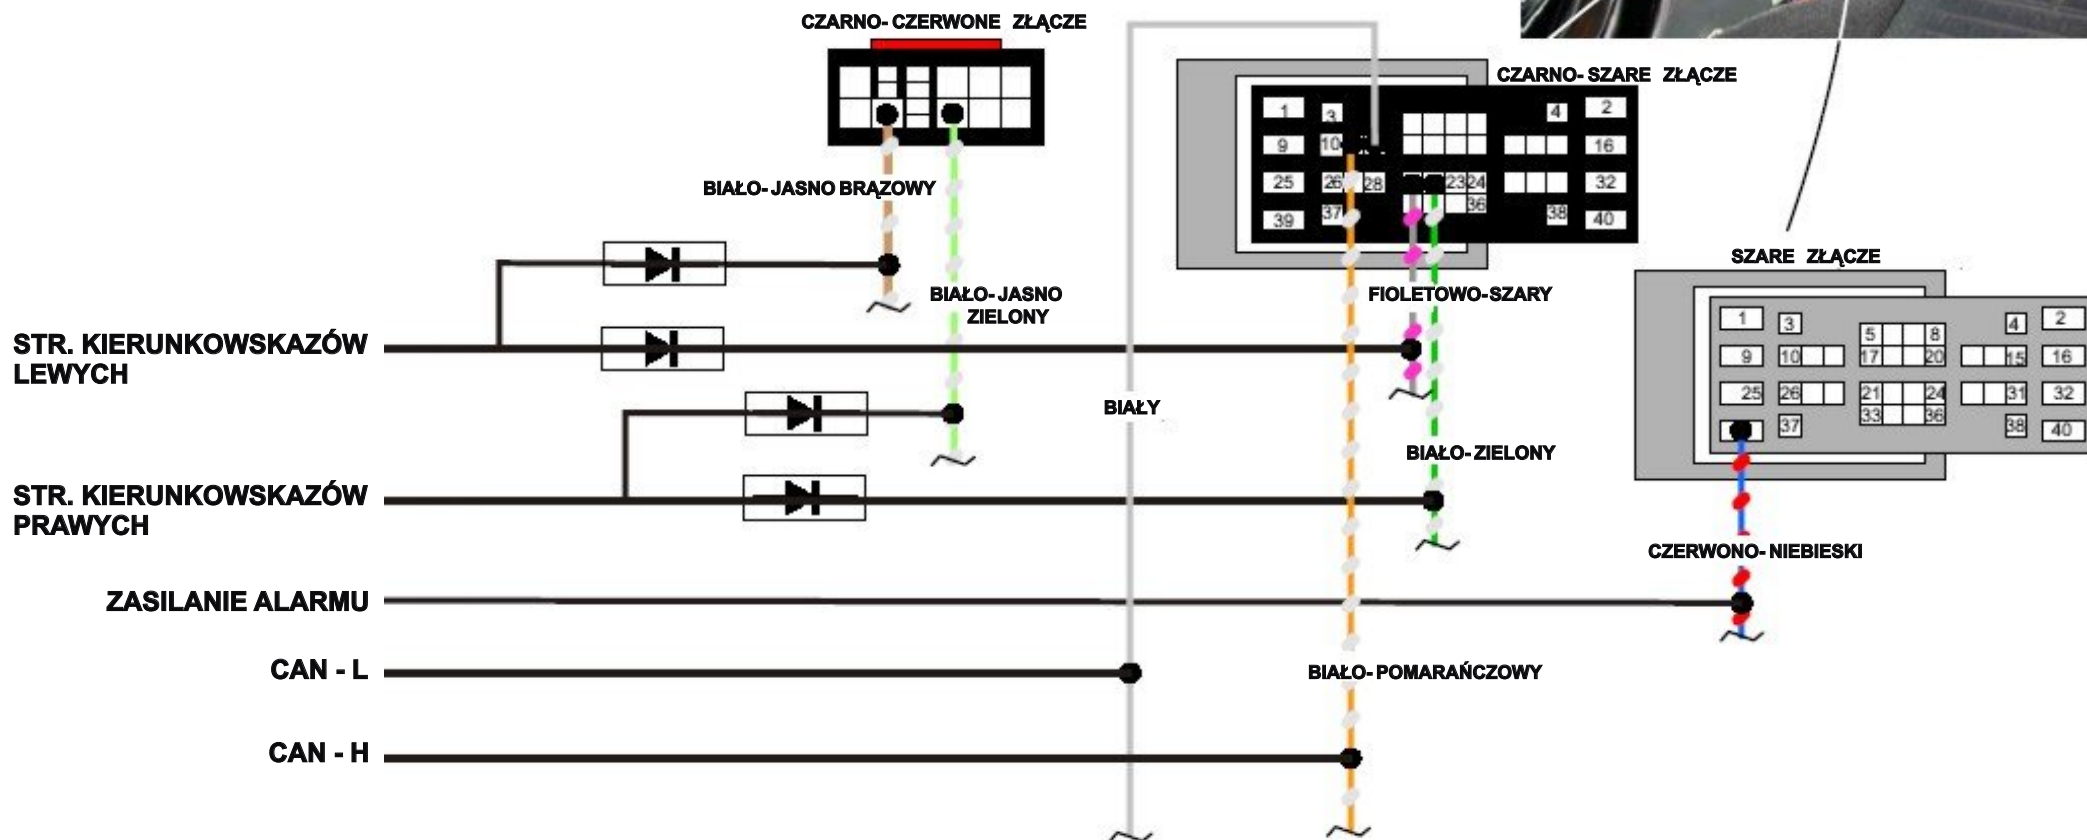 CZARNO-CZERWONE ZŁĄCZE
CZARNO-SZARE ZŁĄCZE
1 3 4 2
9 10 16
25 26 28 23 24 32
36
39 37 38 40
BIAŁO-JASNO BRĄZOWY
SZARE ZŁĄCZE
1 3 5 8 4 2
9 10 17 20 15 16
25 26 21 24 31 32
33 36
37 38 40
BIAŁO-JASNO
ZIELONY
FIOLETOWO-SZARY
STR. KIERUNKOWSKAZÓW
LEWYCH
BIAŁY
BIAŁO-ZIELONY
STR. KIERUNKOWSKAZÓW
PRAWYCH
CZERWONO-NIEBIESKI
ZASILANIE ALARMU
CAN - L
BIAŁO-POMARAŃCZOWY
CAN - H